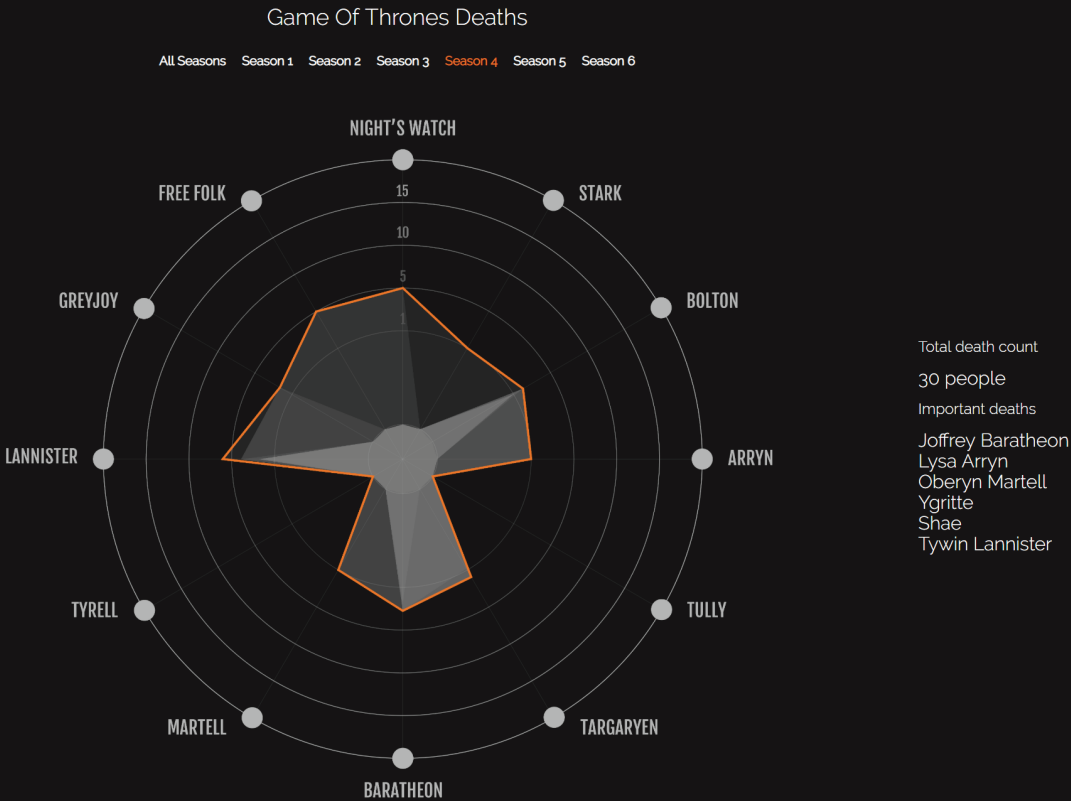 Game Of Thrones Deaths
All Seasons Season 1 Season 2 Season 3 Season 4 Season 5 Season 6
NIGHT'S WATCH
FREE FOLK
STARK
GREYJOY
BOLTON
LANNISTER
ARRYN
TYRELL
TULLY
MARTELL
TARGARYEN
BARATHEON
15
10
5
1
Total death count
30 people
Important deaths
Joffrey Baratheon
Lysa Arryn
Oberyn Martell
Ygritte
Shae
Tywin Lannister